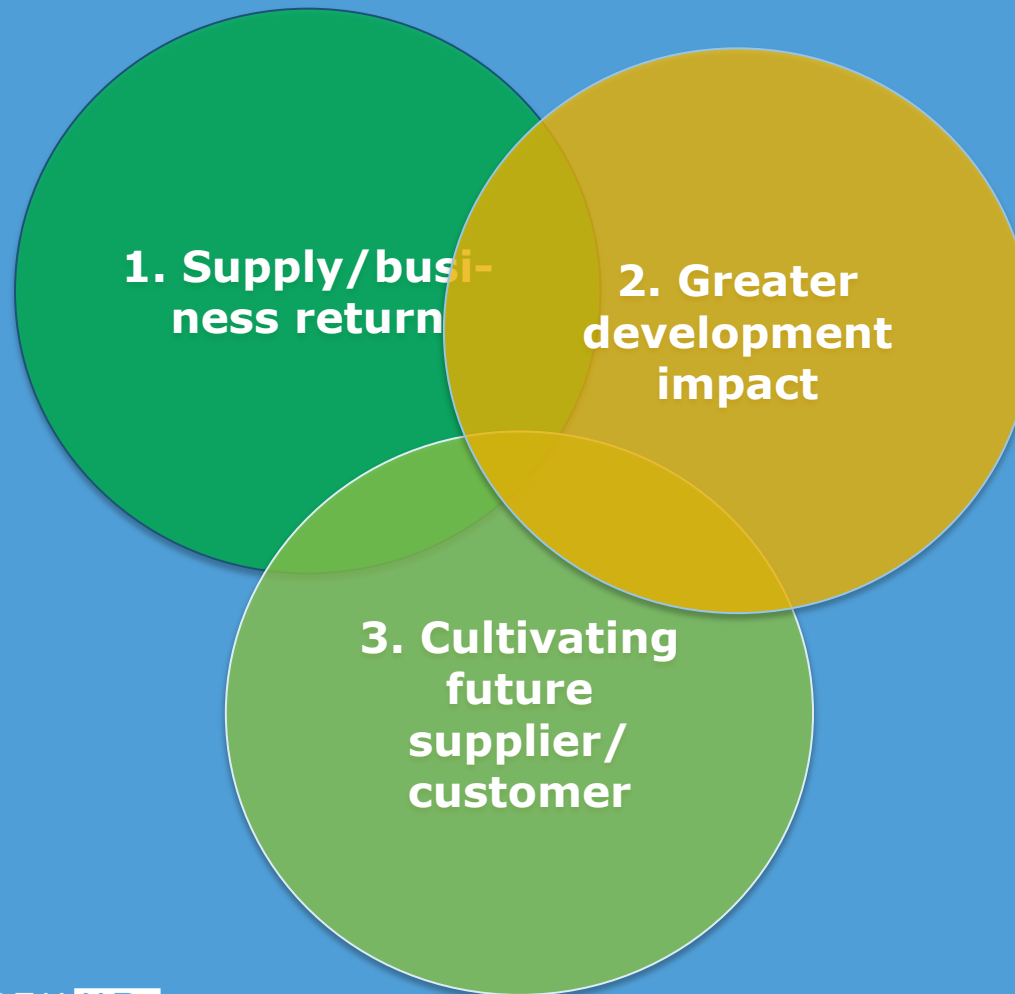 1. Supply/busi-
ness return
2. Greater
development
impact
3. Cultivating
future
supplier/
customer